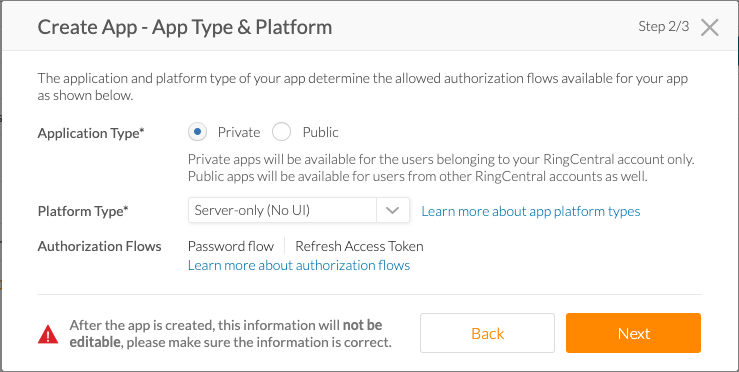 Create App - App Type & Platform
Step 2/3
The application and platform type of your app determine the allowed authorization flows available for your app
as shown below.
Application Type*
Private
Public
Private apps will be available for the users belonging to your RingCentral account only.
Public apps will be available for users from other RingCentral accounts as well.
Platform Type*
Server-only (No UI)
Learn more about app platform types
Authorization Flows
Password flow
Refresh Access Token
Learn more about authorization flows
After the app is created, this information will not be
editable, please make sure the information is correct.
Back
Next